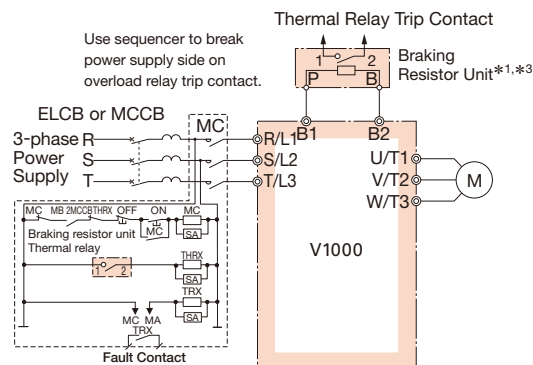 Thermal Relay Trip Contact
Use sequencer to break
power supply side on
overload relay trip contact.
1 2
P B
Braking
Resistor Unit*1,*3
ELCB or MCCB
MC
B1 B2
3-phase R
Power S
Supply T
R/L1
S/L2
T/L3
U/T1
V/T2
W/T3
M
V1000
MC MB 2MCCB THRX OFF ON MC
MC
SA
Braking resistor unit
Thermal relay
1 2
THRX
SA
TRX
SA
MC MA
TRX
Fault Contact